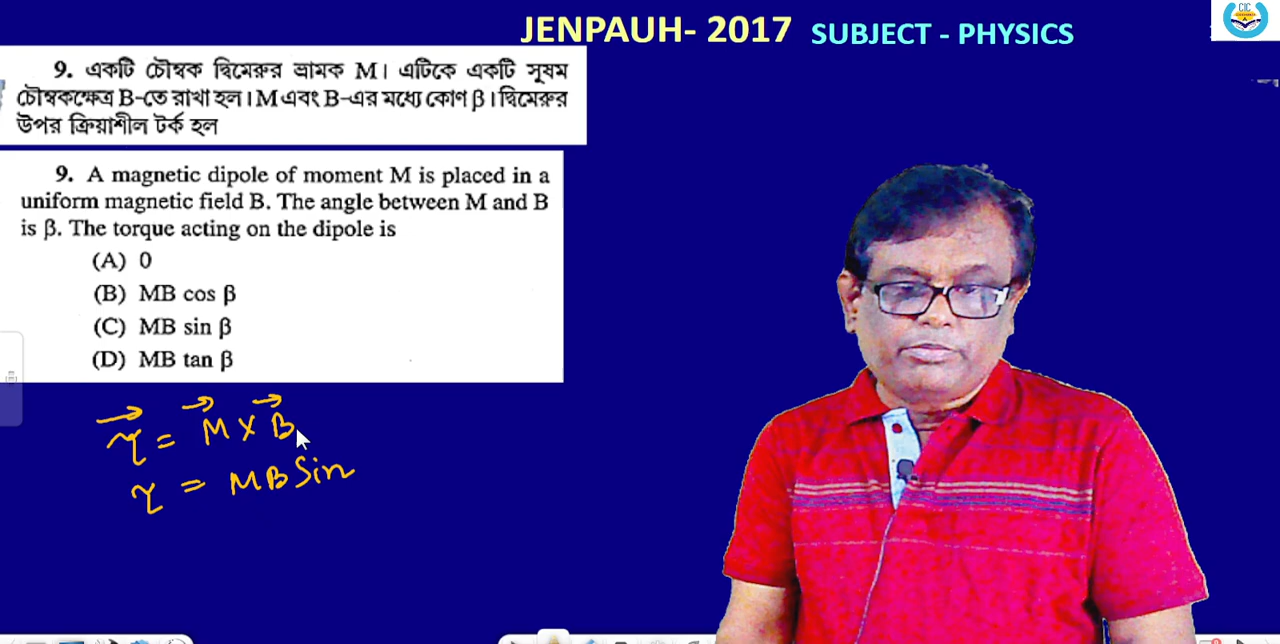 JENPAUH- 2017 SUBJECT - PHYSICS
CIC
9. একটি চৌম্বক দ্বিমেরুর ভ্রামক M। এটিকে একটি সুষম
চৌম্বকক্ষেত্র B-তে রাখা হল। M এবং B-এর মধ্যে কোণ β। দ্বিমেরুর
উপর ক্রিয়াশীল টর্ক হল
9. A magnetic dipole of moment M is placed in a
uniform magnetic field B. The angle between M and B
is β. The torque acting on the dipole is
(A) 0
(B) MB cos β
(C) MB sin β
(D) MB tan β
τ⃗ = M⃗ × B⃗
τ = MB Sin